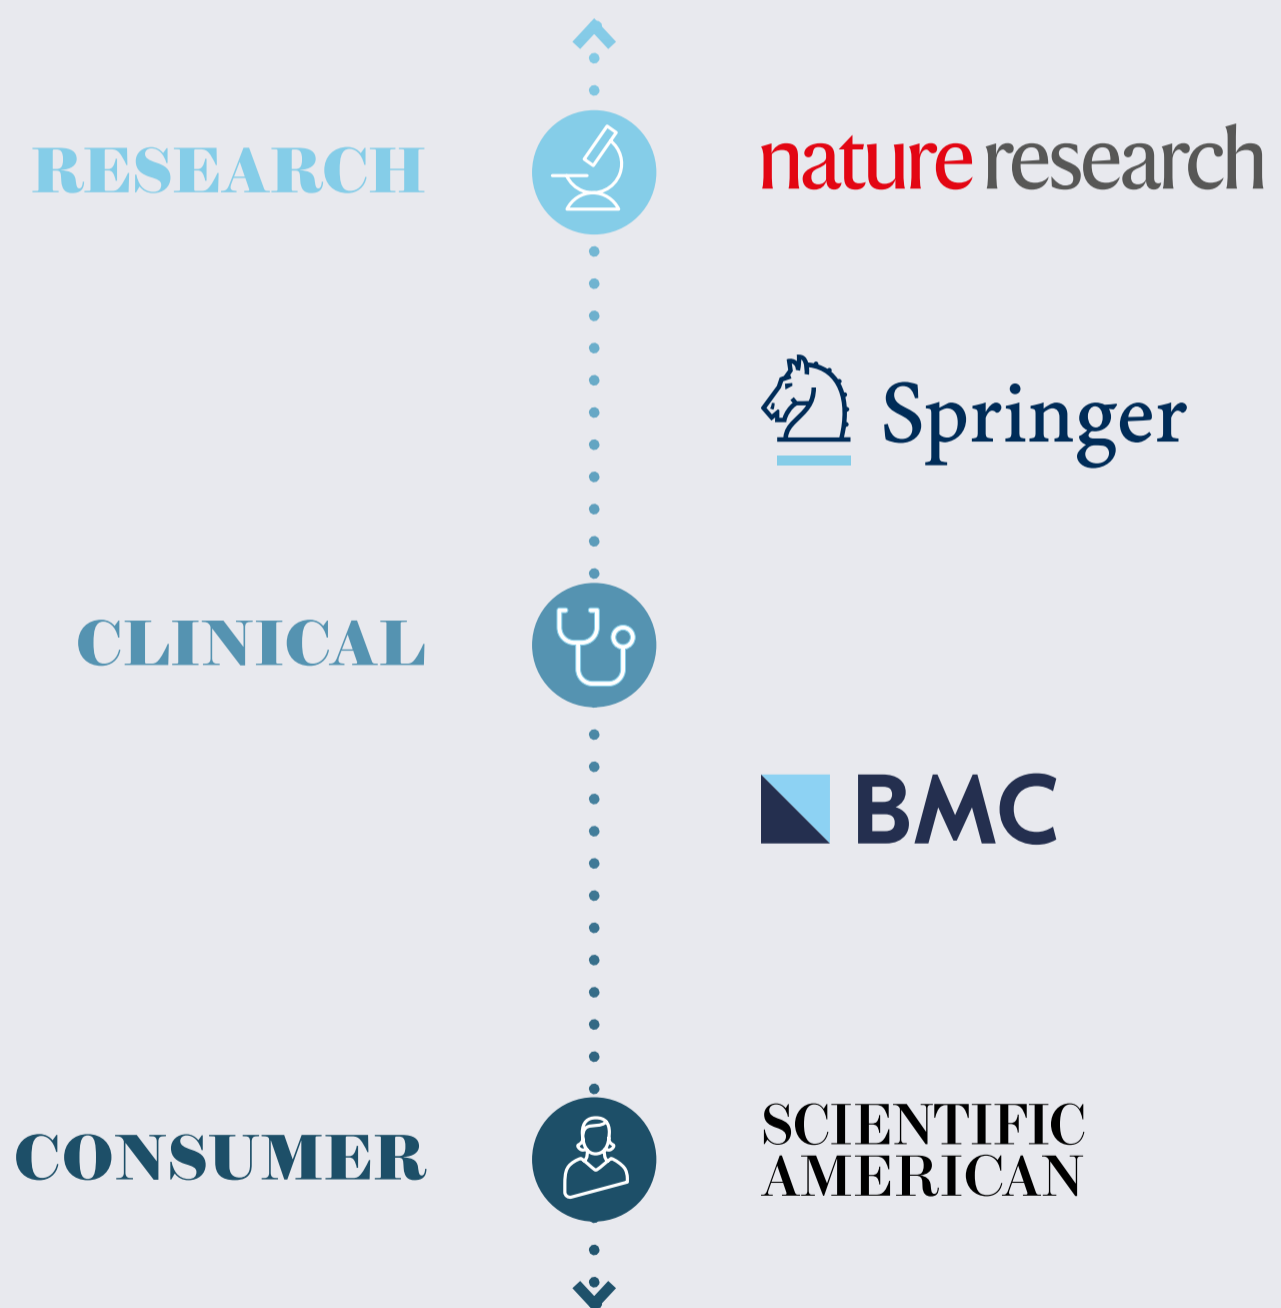 RESEARCH
nature research
Springer
CLINICAL
BMC
CONSUMER
SCIENTIFIC
AMERICAN